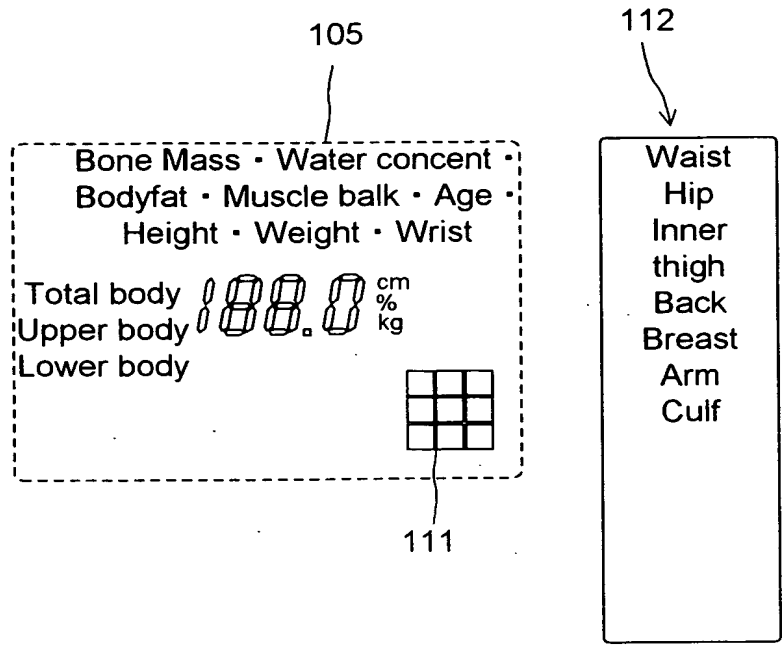 105
112
Bone Mass · Water concent ·
Bodyfat · Muscle balk · Age ·
Height · Weight · Wrist
Total body
Upper body
Lower body
188.0
cm
%
kg
111
Waist
Hip
Inner
thigh
Back
Breast
Arm
Culf